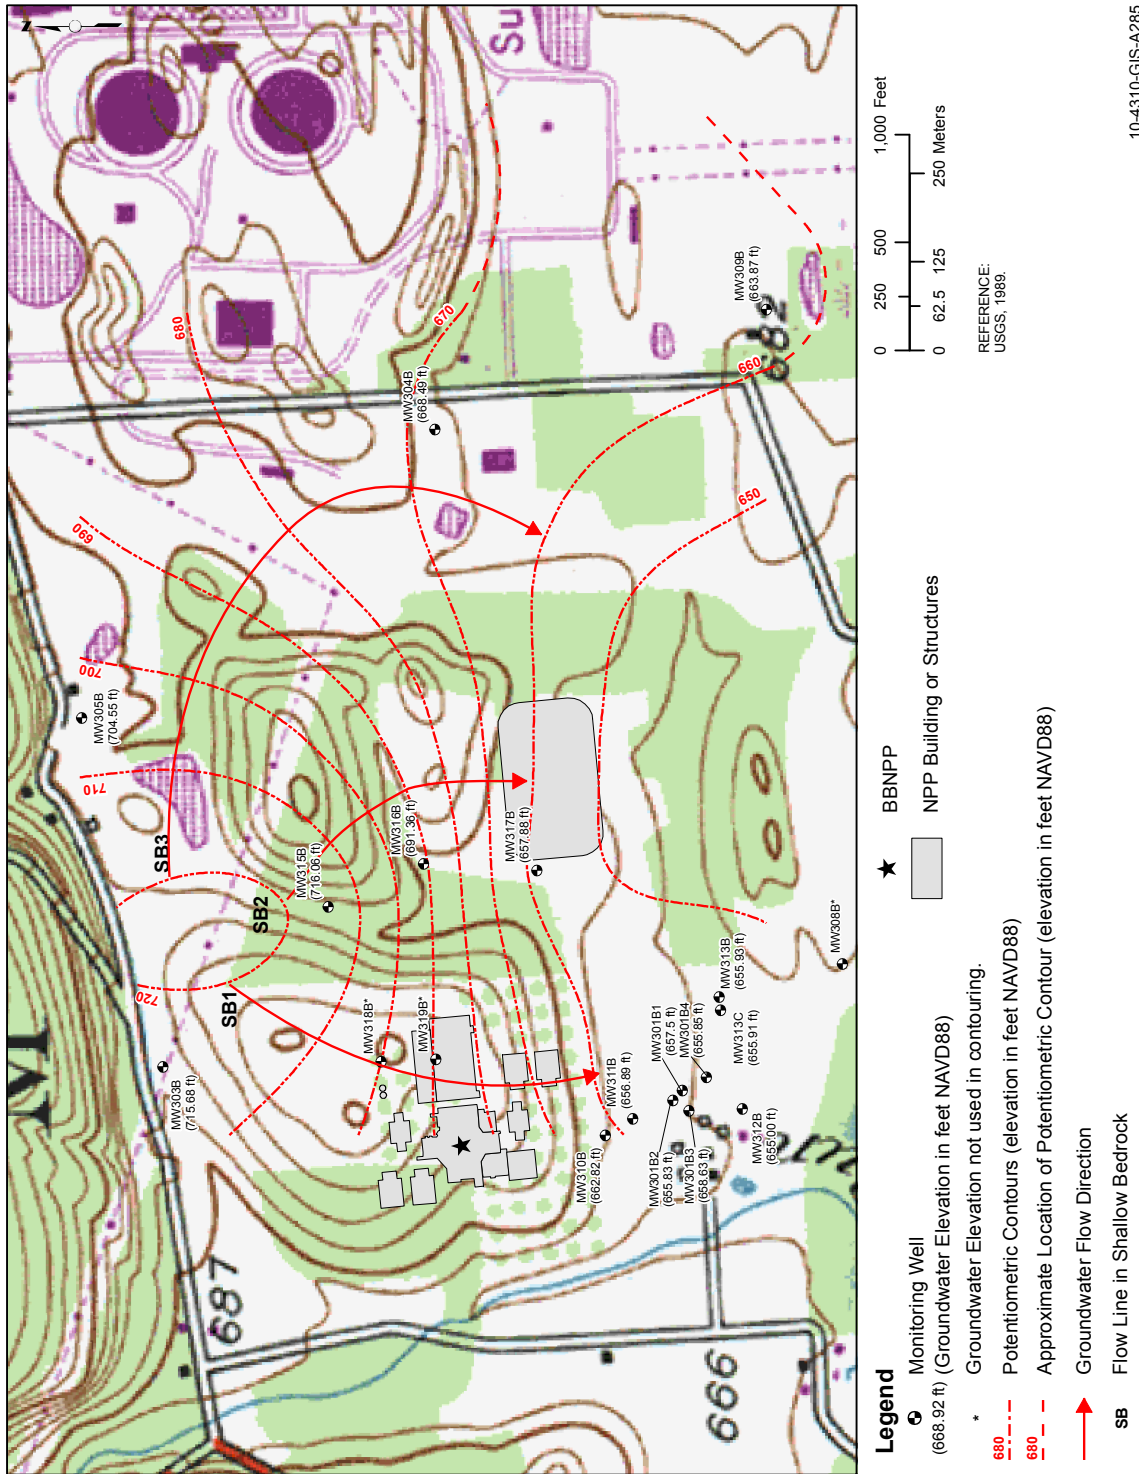 Su
680
690
700
710
720
670
660
650
SB3
SB2
SB1
MW305B
(704.55 ft)
MW304B
(668.49 ft)
MW309B
(663.87 ft)
MW303B
(715.68 ft)
MW315B
(716.06 ft)
MW316B
(691.36 ft)
MW317B
(657.88 ft)
MW318B*
MW319B*
MW310B
(662.82 ft)
MW311B
(656.89 ft)
MW301B1
(657.5 ft)
MW301B4
(655.85 ft)
MW301B2
(655.83 ft)
MW301B3
(658.63 ft)
MW313B
(655.93 ft)
MW313C
(655.91 ft)
MW312B
(655.00 ft)
MW308B*
M
687
666
682
Legend
Monitoring Well
(668.92 ft) (Groundwater Elevation in feet NAVD88)
* Groundwater Elevation not used in contouring.
680 Potentiometric Contours (elevation in feet NAVD88)
680 Approximate Location of Potentiometric Contour (elevation in feet NAVD88)
Groundwater Flow Direction
SB Flow Line in Shallow Bedrock
BBNPP
NPP Building or Structures
0 250 500 1,000 Feet
0 62.5 125 250 Meters
REFERENCE:
USGS, 1989.
10-4310-GIS-A285